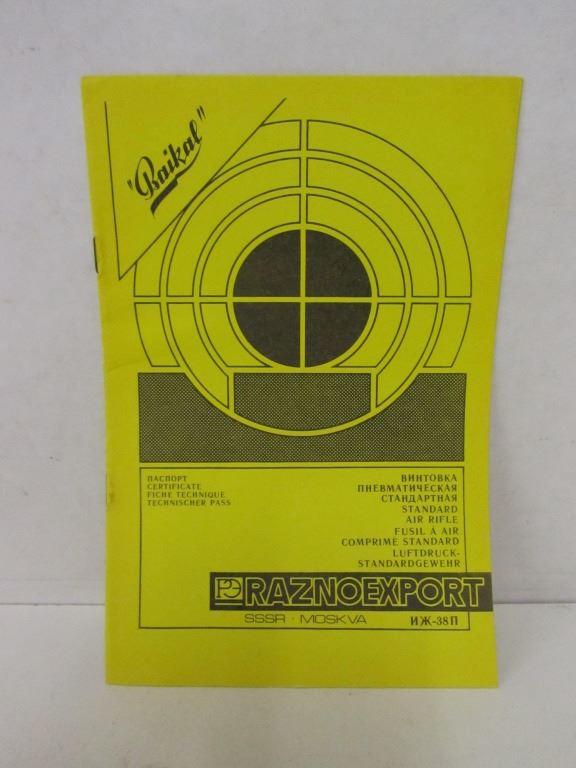 "Baikal"
ПАСПОРТ
CERTIFICATE
FICHE TECHNIQUE
TECHNISCHER PASS
ВИНТОВКА
ПНЕВМАТИЧЕСКАЯ
СТАНДАРТНАЯ
STANDARD
AIR RIFLE
FUSIL À AIR
COMPRIME STANDARD
LUFTDRUCK-
STANDARDGEWEHR
RAZNOEXPORT
SSSR · MOSKVA
ИЖ-38П